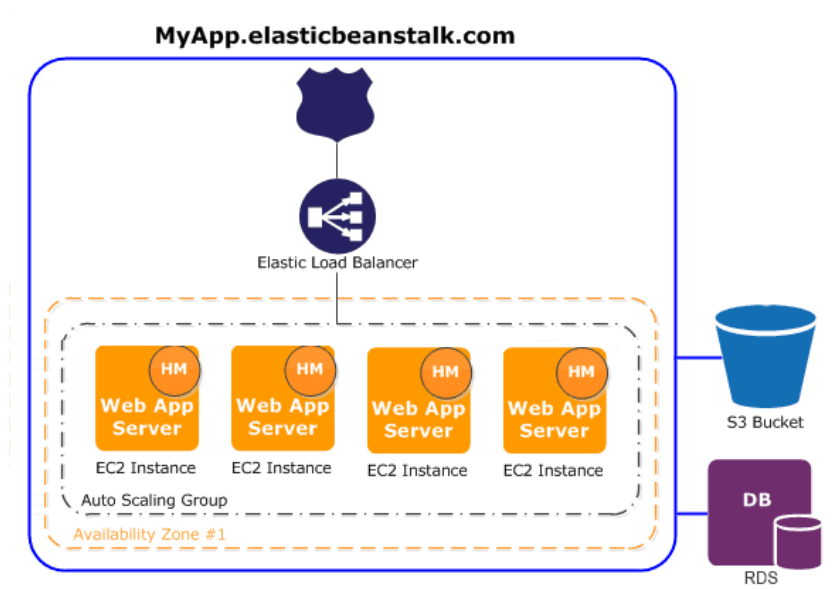 MyApp.elasticbeanstalk.com
Elastic Load Balancer
HM
Web App
Server
EC2 Instance
HM
Web App
Server
EC2 Instance
HM
Web App
Server
EC2 Instance
HM
Web App
Server
EC2 Instance
Auto Scaling Group
Availability Zone #1
S3 Bucket
DB
RDS